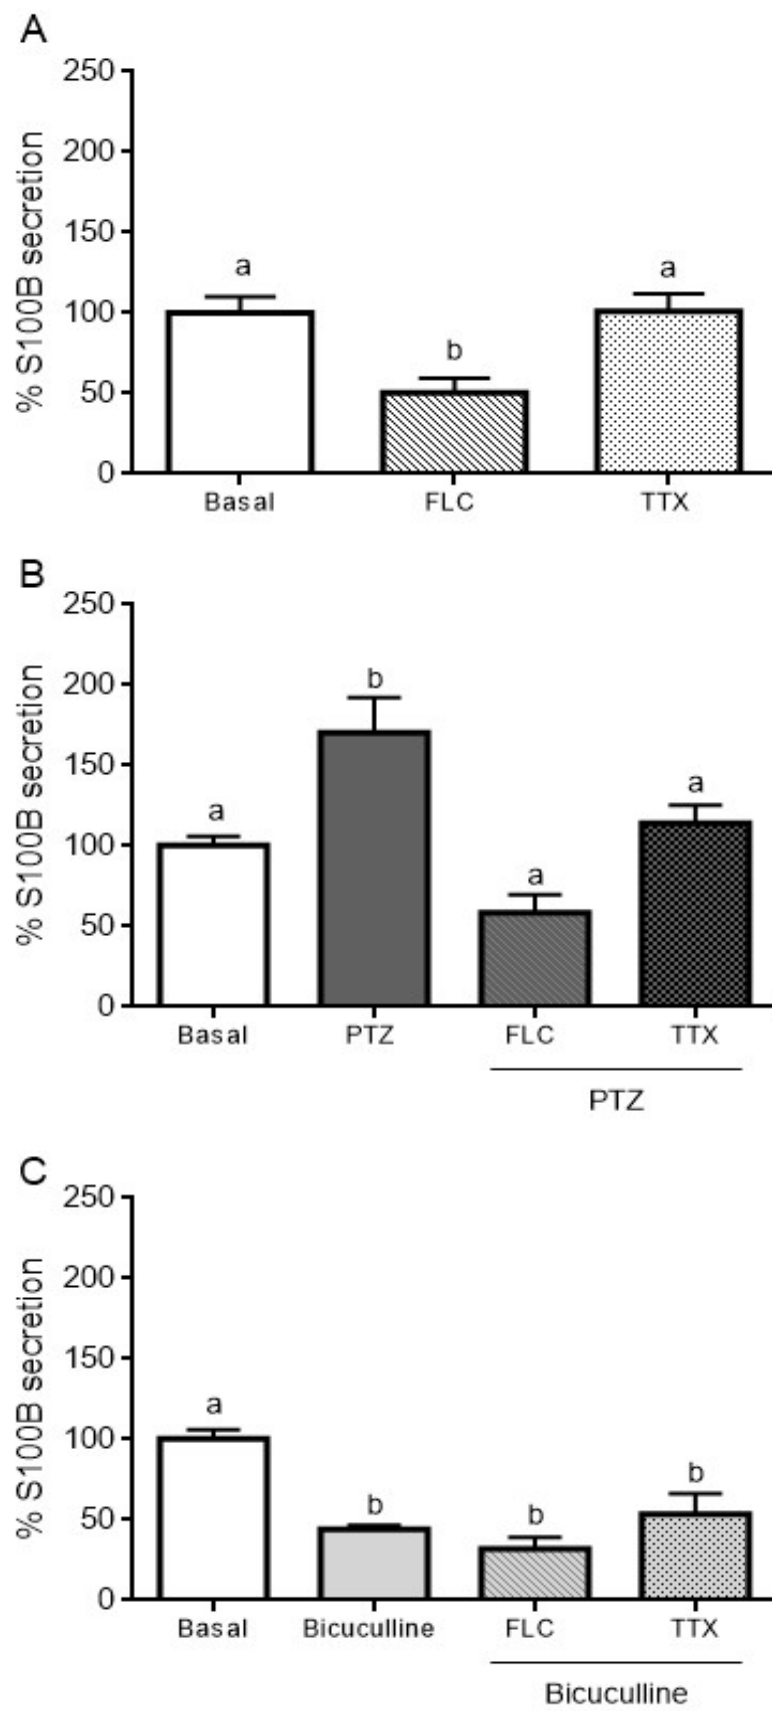 A
250
200
150
100
50
0
% S100B secretion
a
b
a
Basal FLC TTX
B
250
200
150
100
50
0
% S100B secretion
a
b
a
a
Basal PTZ FLC TTX
PTZ
C
250
200
150
100
50
0
% S100B secretion
a
b
b
b
Basal Bicuculline FLC TTX
Bicuculline